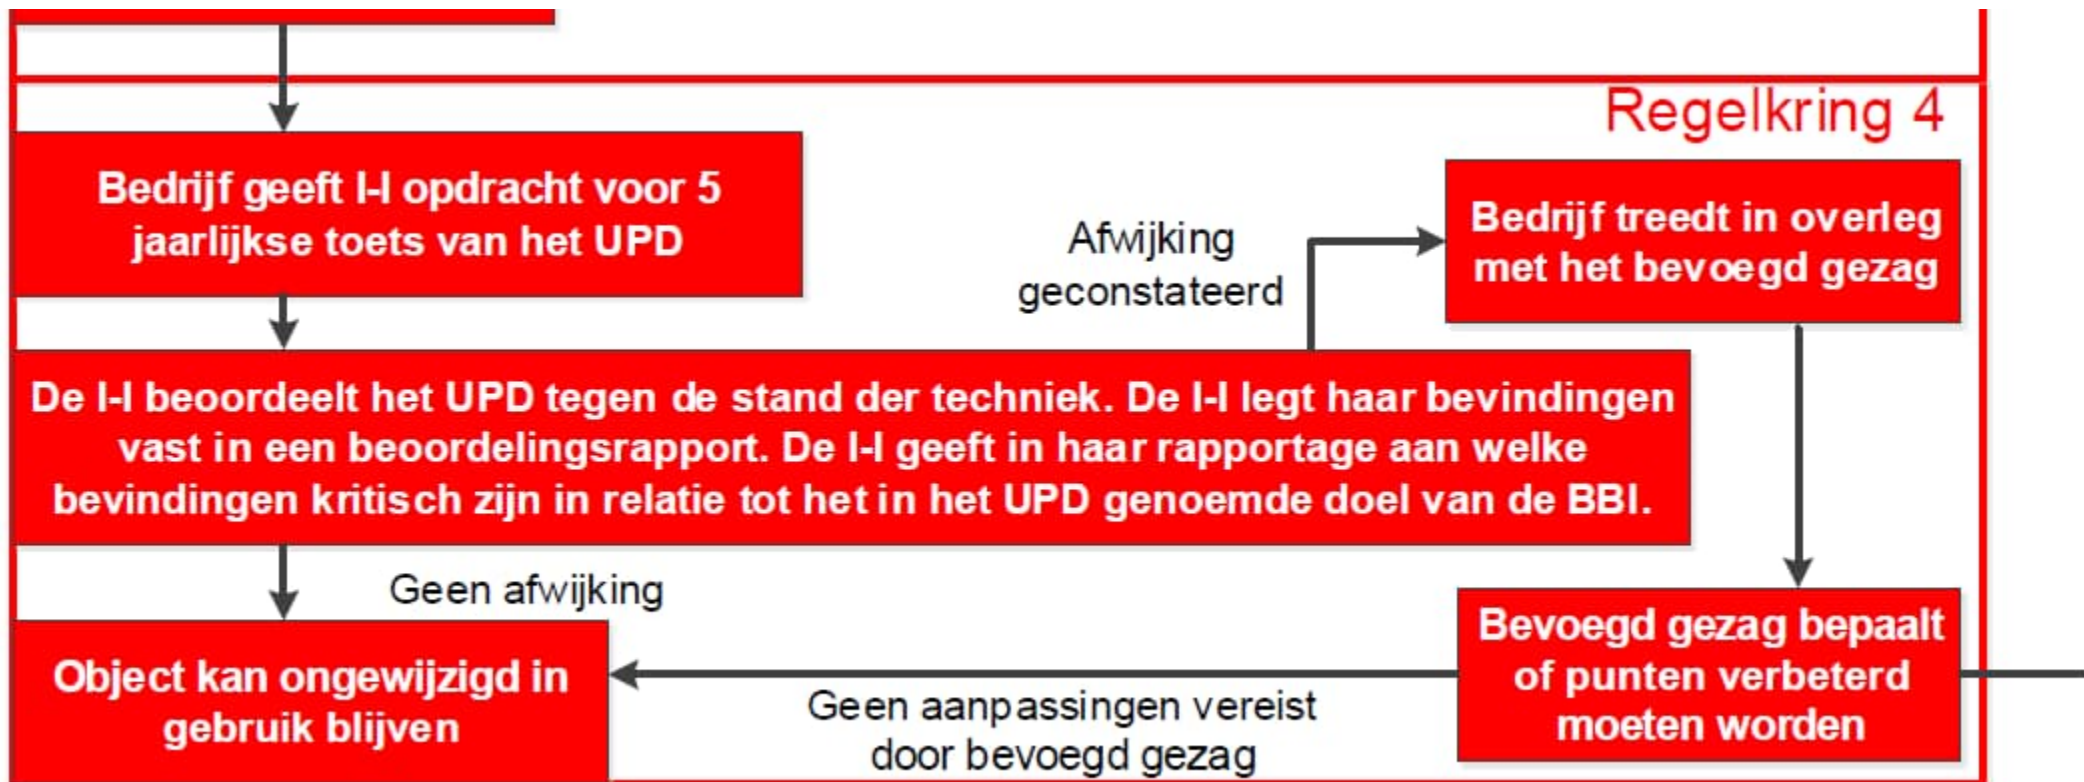 Regelkring 4
Bedrijf geeft I-I opdracht voor 5
jaarlijkse toets van het UPD
Afwijking
geconstateerd
Bedrijf treedt in overleg
met het bevoegd gezag
De I-I beoordeelt het UPD tegen de stand der techniek. De I-I legt haar bevindingen
vast in een beoordelingsrapport. De I-I geeft in haar rapportage aan welke
bevindingen kritisch zijn in relatie tot het in het UPD genoemde doel van de BBI.
Geen afwijking
Bevoegd gezag bepaalt
of punten verbeterd
moeten worden
Object kan ongewijzigd in
gebruik blijven
Geen aanpassingen vereist
door bevoegd gezag